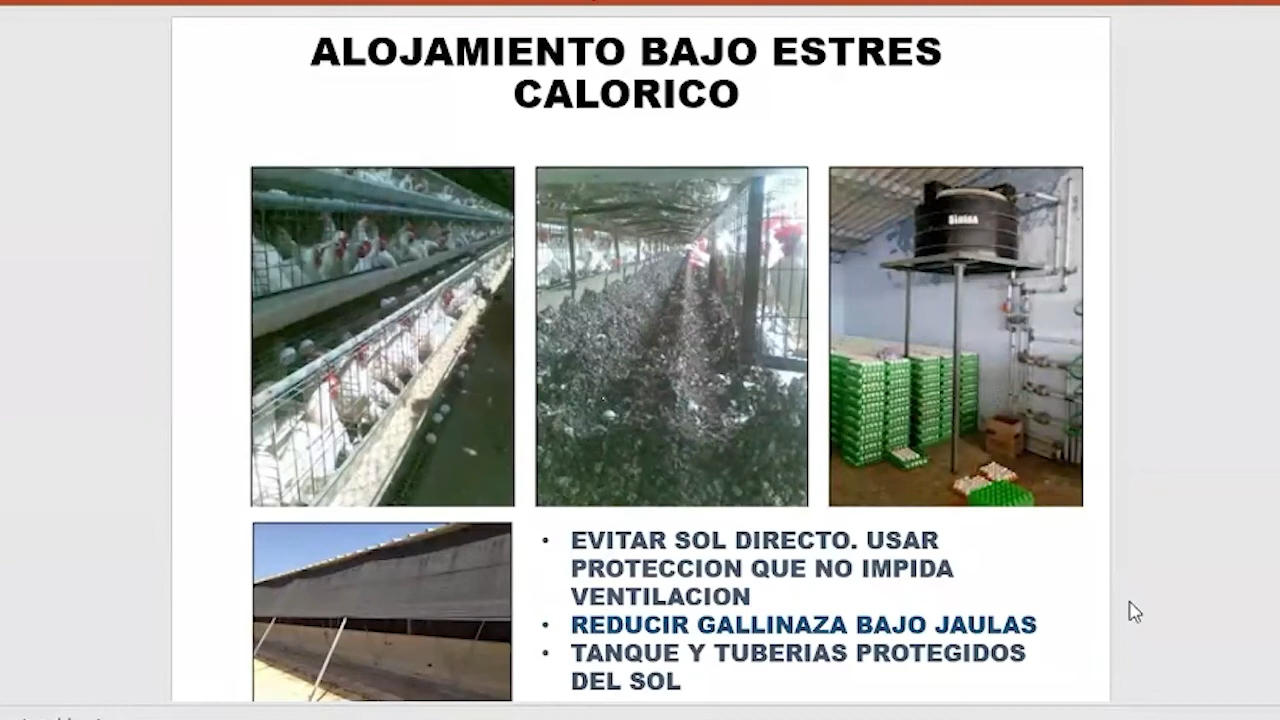 ALOJAMIENTO BAJO ESTRES
CALORICO
• EVITAR SOL DIRECTO. USAR
PROTECCION QUE NO IMPIDA
VENTILACION
• REDUCIR GALLINAZA BAJO JAULAS
• TANQUE Y TUBERIAS PROTEGIDOS
DEL SOL